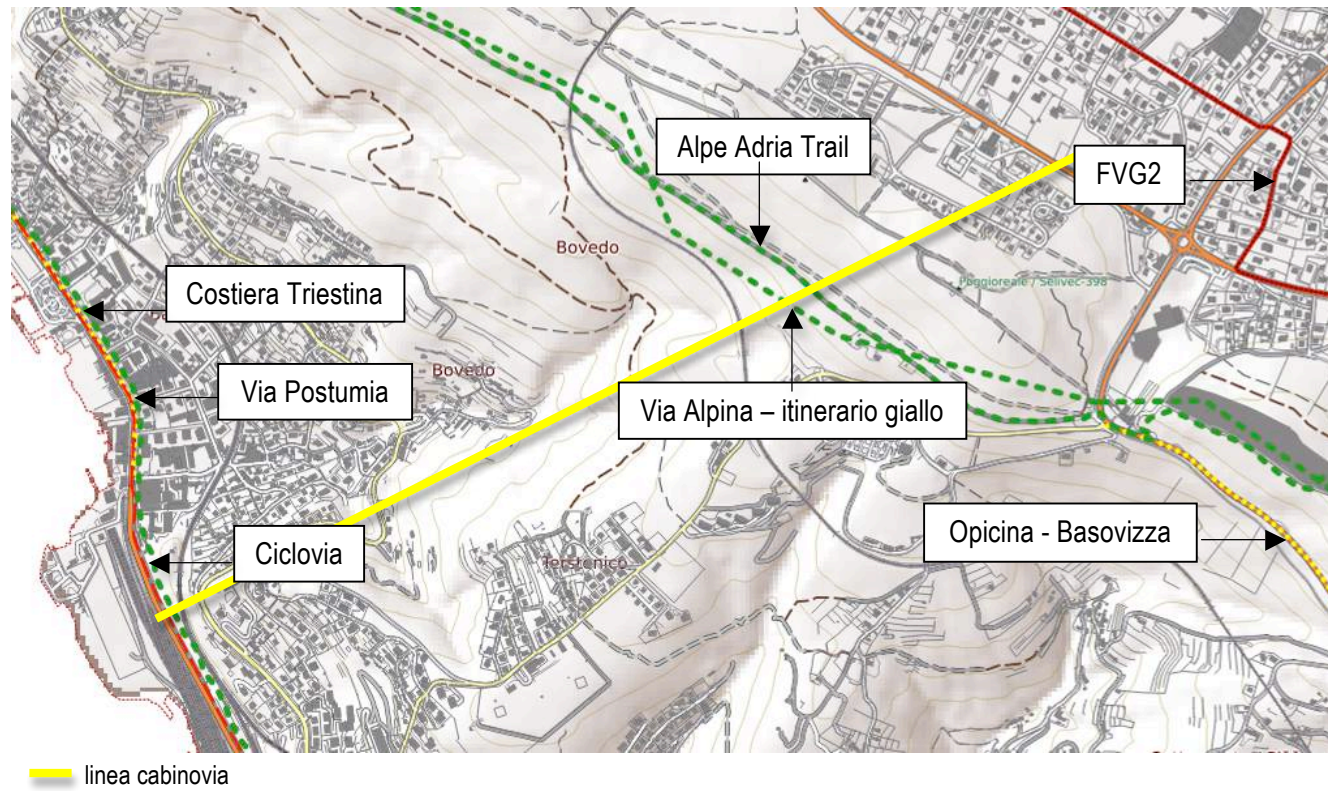 Alpe Adria Trail
FVG2
Bovedo
Costiera Triestina
Poggioreale / Selivec-398
Via Postumia
Bovedo
Via Alpina – itinerario giallo
Ciclovia
Opicina - Basovizza
Terstenico
linea cabinovia